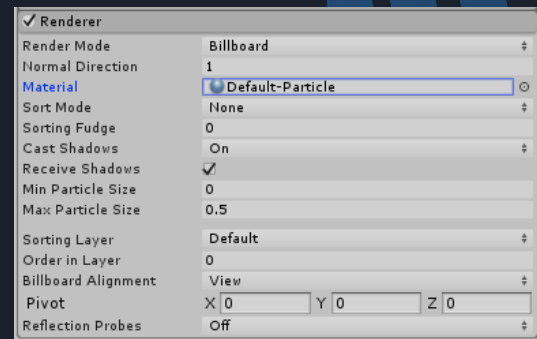 Renderer
Render Mode Billboard
Normal Direction 1
Material Default-Particle
Sort Mode None
Sorting Fudge 0
Cast Shadows On
Receive Shadows
Min Particle Size 0
Max Particle Size 0.5
Sorting Layer Default
Order in Layer 0
Billboard Alignment View
Pivot X 0 Y 0 Z 0
Reflection Probes Off